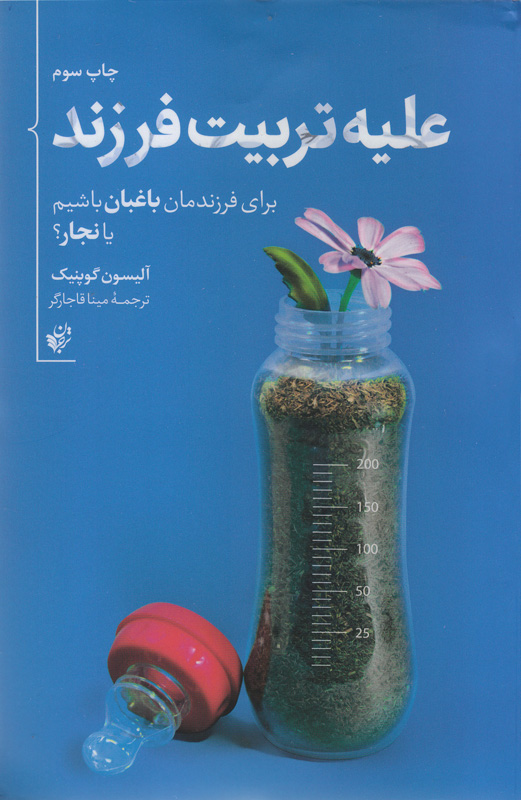 چاپ سوم
علیه تربیت فرزند
برای فرزندمان باغبان باشیم
یا نجار؟
آلیسون گوپنیک
ترجمهٔ مینا قاجارگر
ترجمان
200
150
100
50
25